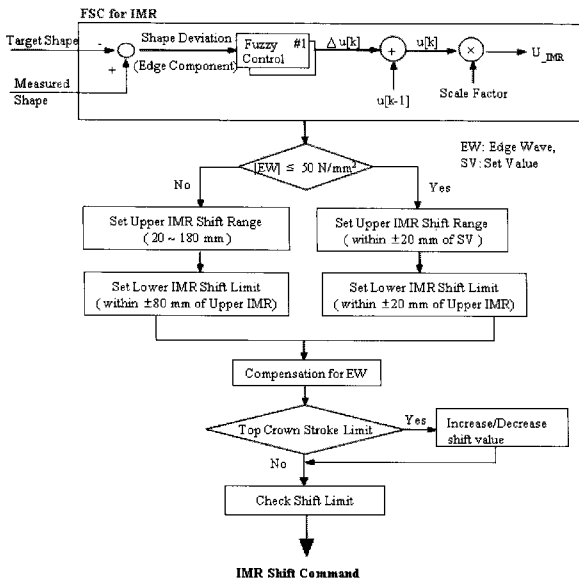 FSC for IMR
Target Shape
-
+
Measured
Shape
Shape Deviation
(Edge Component)
Fuzzy #1
Control
△u[k]
+
u[k]
×
U_IMR
u[k-1]
Scale Factor
EW: Edge Wave,
SV: Set Value
|EW| ≤ 50 N/mm²
No
Yes
Set Upper IMR Shift Range
(20 ~ 180 mm)
Set Upper IMR Shift Range
(within ±20 mm of SV)
Set Lower IMR Shift Limit
(within ±80 mm of Upper IMR)
Set Lower IMR Shift Limit
(within ±20 mm of Upper IMR)
Compensation for EW
Top Crown Stroke Limit
Yes
Increase/Decrease
shift value
No
Check Shift Limit
IMR Shift Command